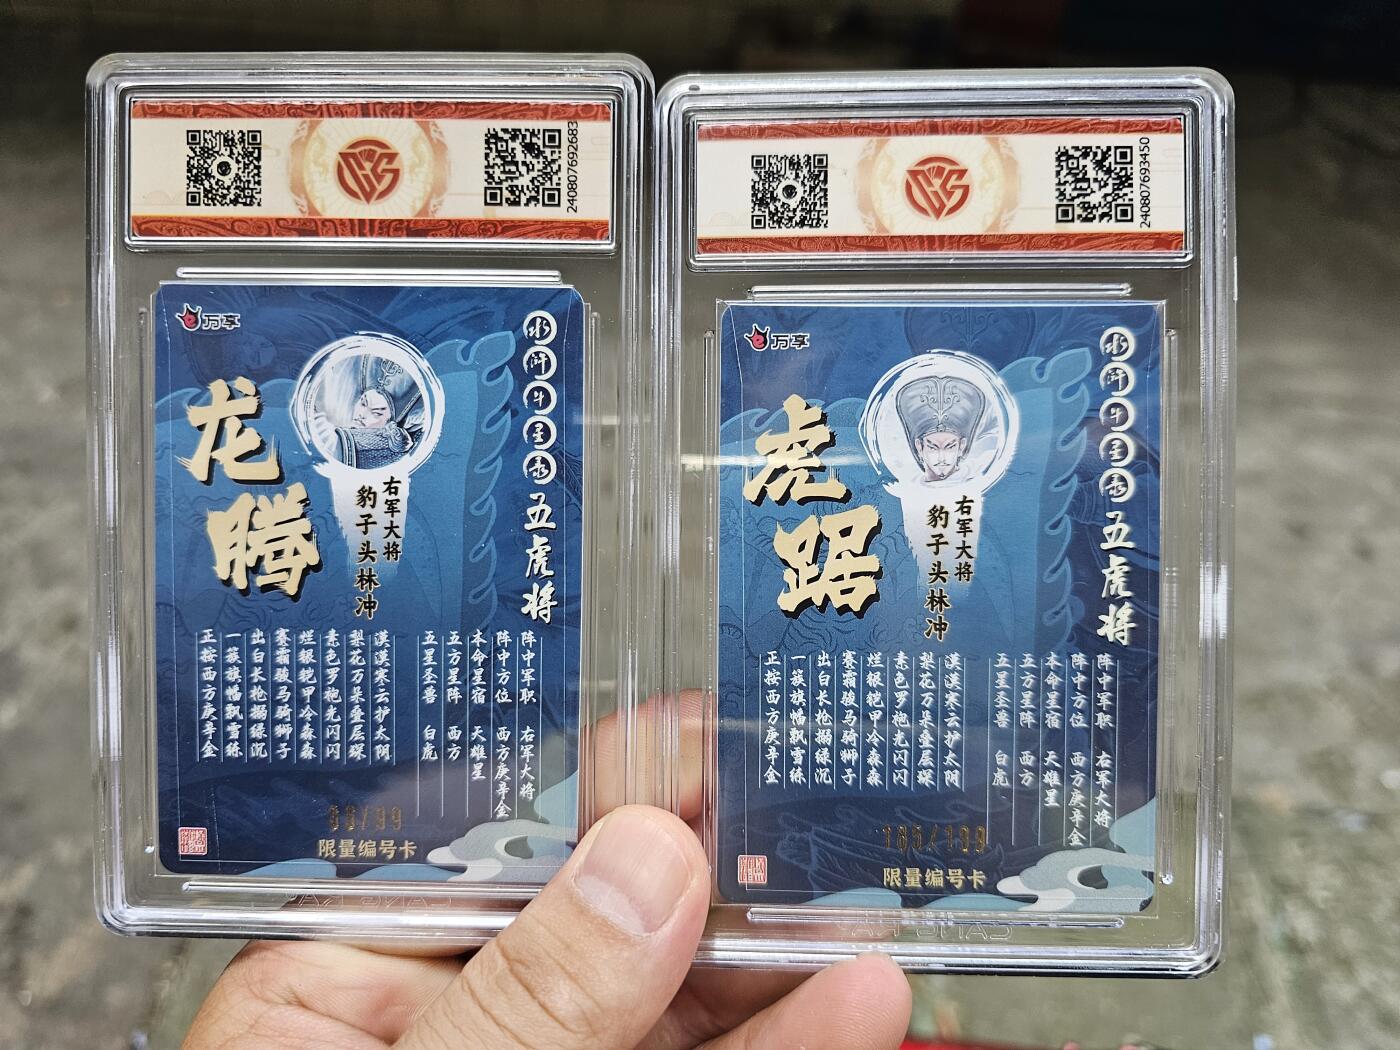 240807692683
万享
水浒斗星录五虎将
龙腾
右军大将
豹子头林冲
阵中军职 右军大将
阵中方位 西方庚辛金
本命星宿 天雄星
五方星阵 西方
五星圣兽 白虎
漠漠寒云护太阴
梨花万朵叠层琛
素色罗袍光闪闪
烂银铠甲冷森森
赛霜骏马骑狮子
出白长枪搦绿沉
一簇旗幡飘雪练
正按西方庚辛金
限量编号卡
240807693450
万享
水浒斗星录五虎将
虎踞
右军大将
豹子头林冲
阵中军职 右军大将
阵中方位 西方庚辛金
本命星宿 天雄星
五方星阵 西方
五星圣兽 白虎
漠漠寒云护太阴
梨花万朵叠层琛
素色罗袍光闪闪
烂银铠甲冷森森
赛霜骏马骑狮子
出白长枪搦绿沉
一簇旗幡飘雪练
正按西方庚辛金
185/199
限量编号卡